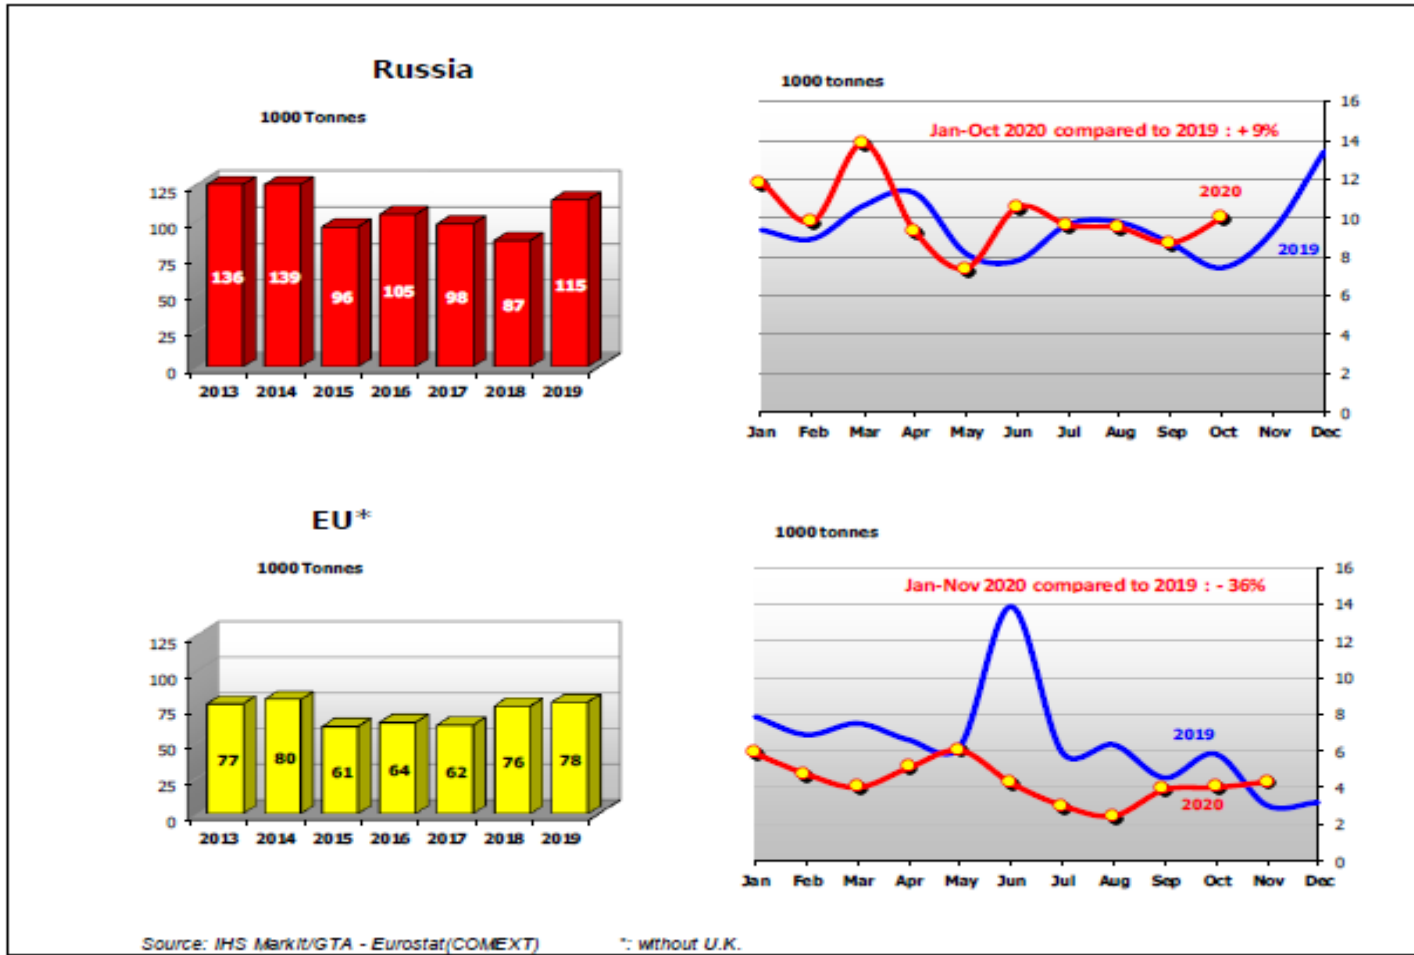 Russia
1000 Tonnes
125
100
75
50
25
0
136 139 96 105 98 87 115
2013 2014 2015 2016 2017 2018 2019
1000 tonnes
Jan-Oct 2020 compared to 2019 : + 9%
16
14
12
10
8
6
4
2
0
2020
2019
Jan Feb Mar Apr May Jun Jul Aug Sep Oct Nov Dec
EU*
1000 Tonnes
125
100
75
50
25
0
77 80 61 64 62 76 78
2013 2014 2015 2016 2017 2018 2019
1000 tonnes
Jan-Nov 2020 compared to 2019 : - 36%
16
14
12
10
8
6
4
2
0
2019
2020
Jan Feb Mar Apr May Jun Jul Aug Sep Oct Nov Dec
Source: IHS Markit/GTA - Eurostat(COMEXT) *: without U.K.